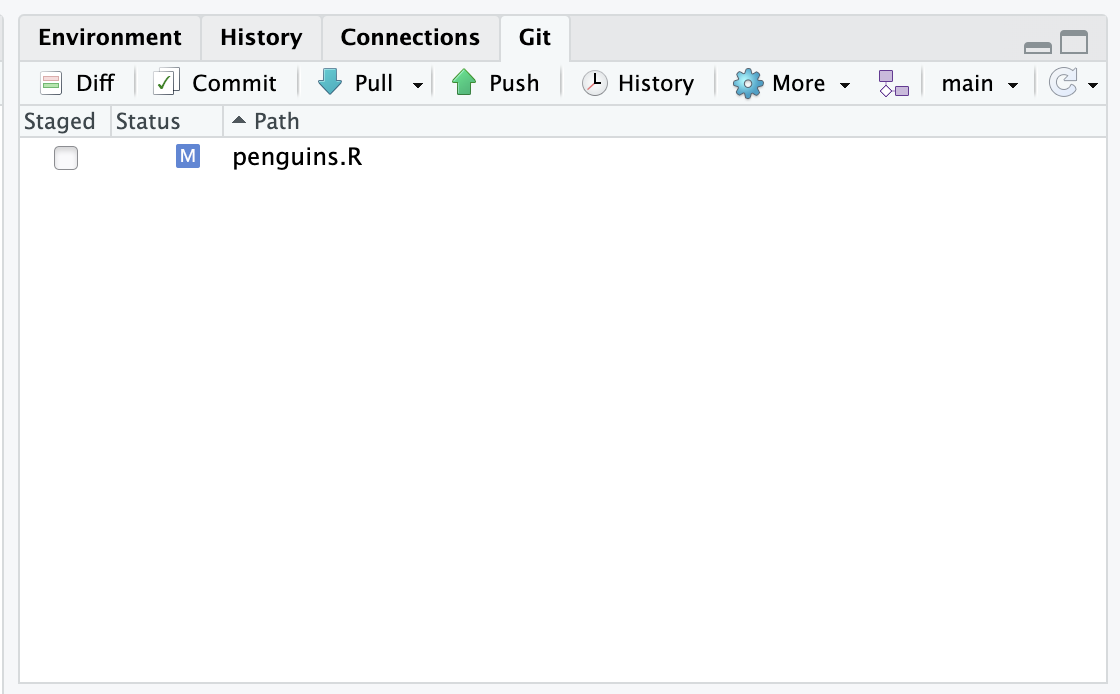 Environment History Connections Git
Diff Commit Pull Push History More main
Staged Status Path
M penguins.R